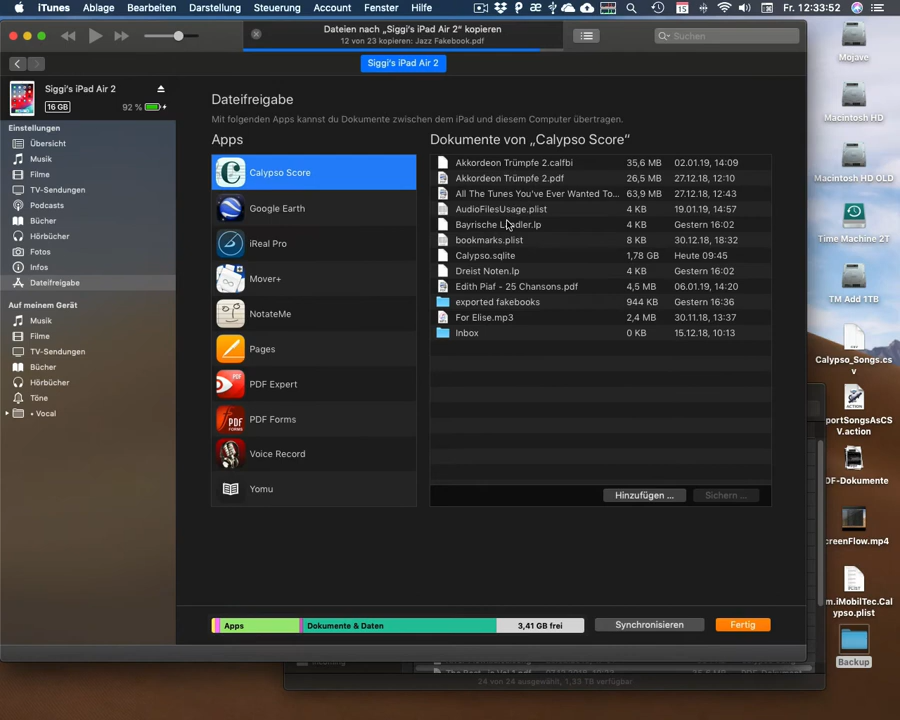 iTunes Ablage Bearbeiten Darstellung Steuerung Account Fenster Hilfe
15
Fr. 12:33:52
Dateien nach „Siggi's iPad Air 2“ kopieren
12 von 23 kopieren: Jazz Fakebook.pdf
Suchen
Siggi's iPad Air 2
Siggi's iPad Air 2
16 GB
92 %
Einstellungen
Übersicht
Musik
Filme
TV-Sendungen
Podcasts
Bücher
Hörbücher
Fotos
Infos
Dateifreigabe
Auf meinem Gerät
Musik
Filme
TV-Sendungen
Bücher
Hörbücher
Töne
Vocal
Dateifreigabe
Mit folgenden Apps kannst du Dokumente zwischen dem iPad und diesem Computer übertragen.
Apps
Calypso Score
Google Earth
iReal Pro
Mover+
NotateMe
Pages
PDF Expert
PDF Forms
Voice Record
Yomu
Dokumente von „Calypso Score“
Akkordeon Trümpfe 2.calfbi 35,6 MB 02.01.19, 14:09
Akkordeon Trümpfe 2.pdf 26,5 MB 27.12.18, 12:10
All The Tunes You've Ever Wanted To... 63,9 MB 27.12.18, 12:43
AudioFilesUsage.plist 4 KB 19.01.19, 14:57
Bayrische Ländler.lp 4 KB Gestern 16:02
bookmarks.plist 8 KB 30.12.18, 18:32
Calypso.sqlite 1,78 GB Heute 09:45
Dreist Noten.lp 4 KB Gestern 16:02
Edith Piaf - 25 Chansons.pdf 4,5 MB 06.01.19, 14:20
exported fakebooks 944 KB Gestern 16:36
For Elise.mp3 2,4 MB 30.11.18, 13:37
Inbox 0 KB 15.12.18, 10:13
Hinzufügen ... Sichern ...
Apps
Dokumente & Daten
3,41 GB frei
Synchronisieren
Fertig
24 von 24 ausgewählt, 1,33 TB verfügbar
Mojave
Macintosh HD
Macintosh HD OLD
Time Machine 2T
TM Add 1TB
Calypso_Songs.cs
v
ACTION
portSongsAsCS
V.action
DF-Dokumente
creenFlow.mp4
PLIST
m.iMobilTec.Cal
ypso.plist
Backup